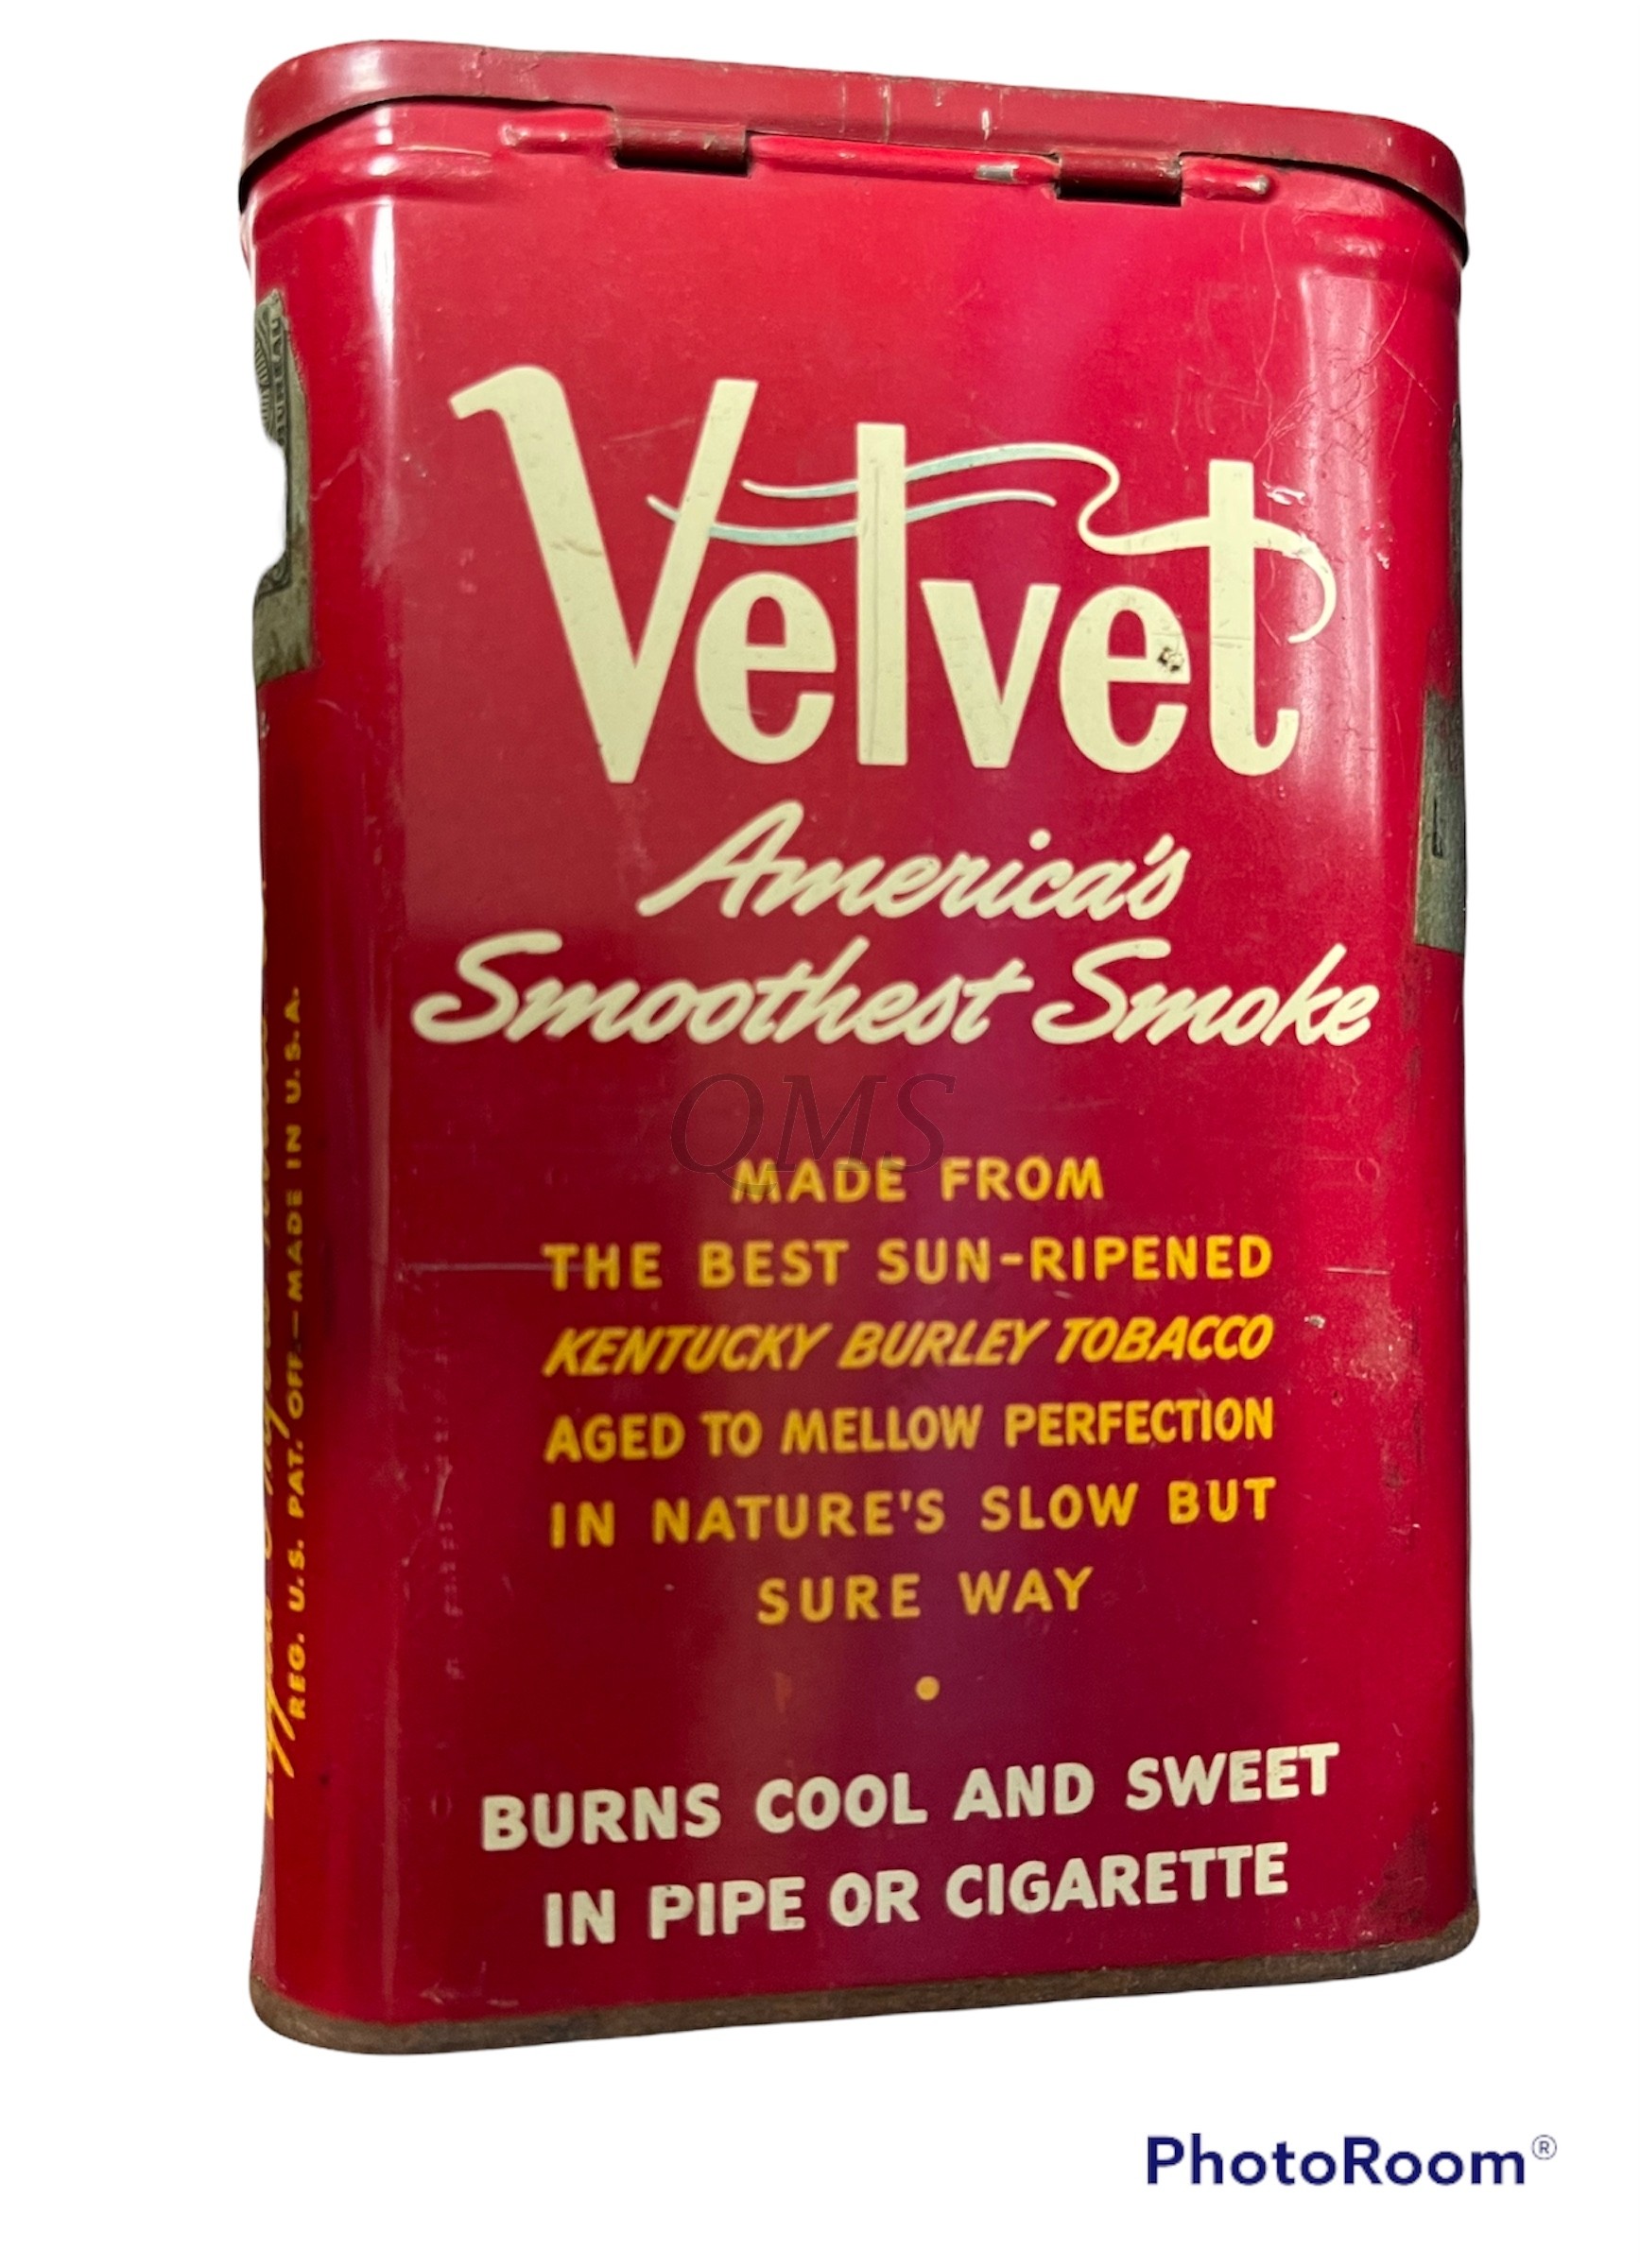 Velvet
America's
Smoothest Smoke
QMS
MADE FROM
THE BEST SUN-RIPENED
KENTUCKY BURLEY TOBACCO
AGED TO MELLOW PERFECTION
IN NATURE'S SLOW BUT
SURE WAY
•
BURNS COOL AND SWEET
IN PIPE OR CIGARETTE
REG. U.S. PAT. OFF.—MADE IN U.S.A.
PhotoRoom®